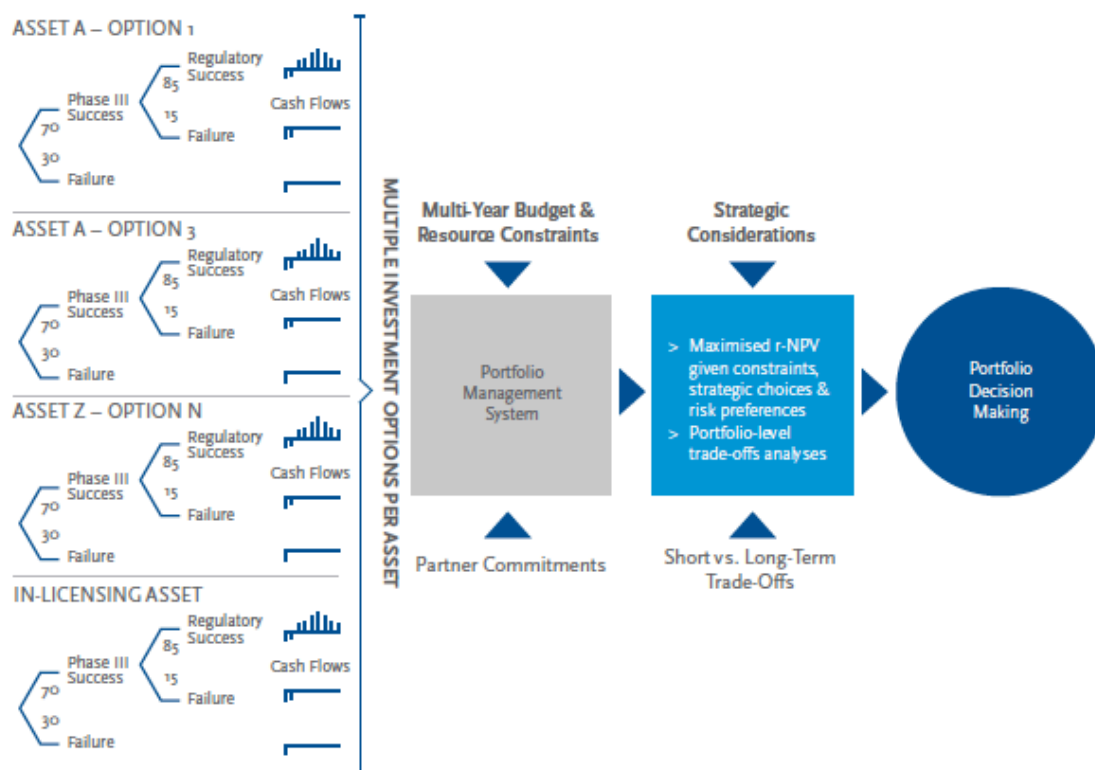 ASSET A – OPTION 1
Regulatory
Success
85
Phase III
Success
70
Cash Flows
15
30
Failure
Failure
ASSET A – OPTION 3
Regulatory
Success
85
Phase III
Success
70
Cash Flows
15
30
Failure
Failure
ASSET Z – OPTION N
Regulatory
Success
85
Phase III
Success
70
Cash Flows
15
30
Failure
Failure
IN-LICENSING ASSET
Regulatory
Success
85
Phase III
Success
70
Cash Flows
15
30
Failure
Failure
MULTIPLE INVESTMENT OPTIONS PER ASSET
Multi-Year Budget &
Resource Constraints
Portfolio
Management
System
Partner Commitments
Strategic
Considerations
> Maximised r-NPV
given constraints,
strategic choices &
risk preferences
> Portfolio-level
trade-offs analyses
Short vs. Long-Term
Trade-Offs
Portfolio
Decision
Making